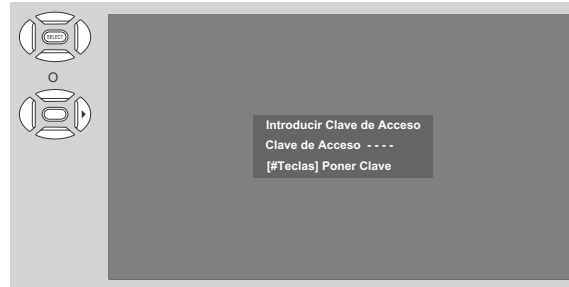 SELECT
O
Introducir Clave de Acceso
Clave de Acceso - - - -
[#Teclas] Poner Clave